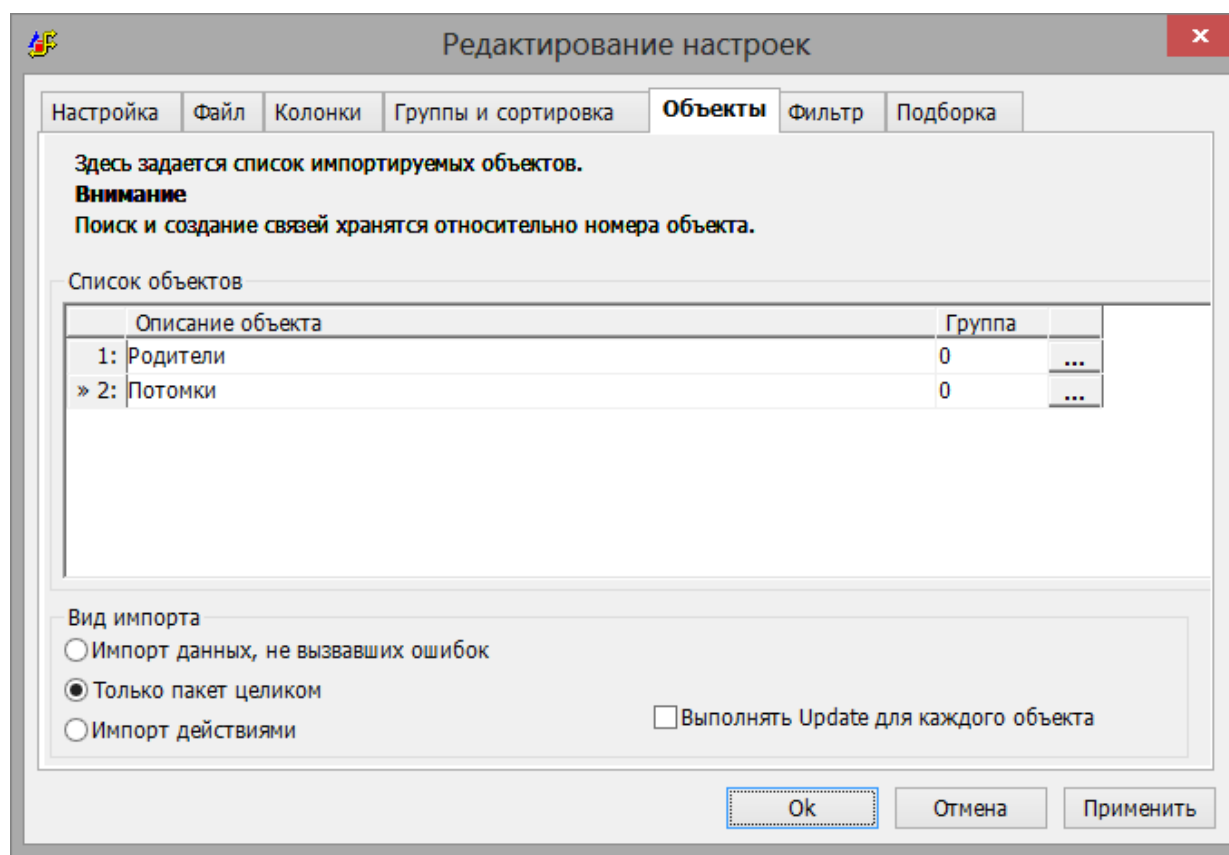 Редактирование настроек
Настройка Файл Колонки Группы и сортировка Объекты Фильтр Подборка
Здесь задается список импортируемых объектов.
Внимание
Поиск и создание связей хранятся относительно номера объекта.
Список объектов
Описание объекта Группа
1: Родители 0 ...
» 2: Потомки 0 ...
Вид импорта
Импорт данных, не вызвавших ошибок
Только пакет целиком
Импорт действиями
Выполнять Update для каждого объекта
Ok Отмена Применить